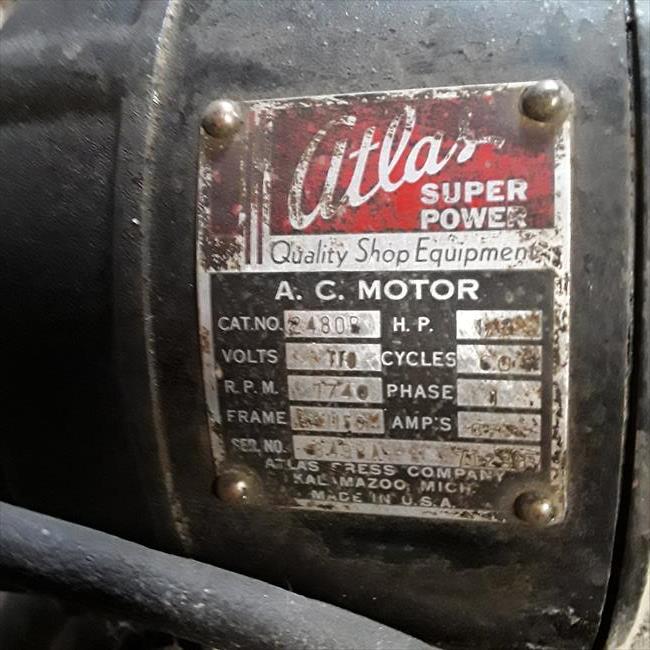 Atlas
SUPER
POWER
Quality Shop Equipment
A. C. MOTOR
CAT. NO. 2480B H. P.
VOLTS 110 CYCLES 60
R. P. M. 1740 PHASE 1
FRAME AMP'S
SER. NO.
ATLAS PRESS COMPANY
KALAMAZOO, MICH.
MADE IN U.S.A.